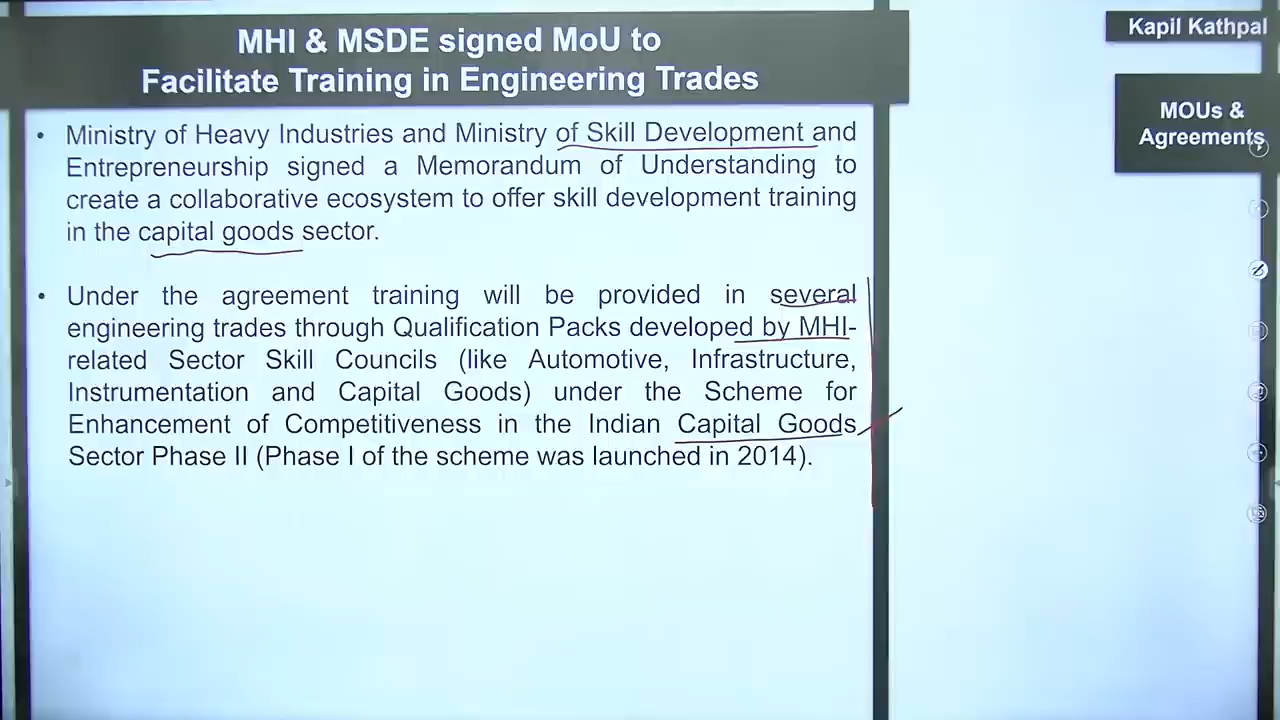 MHI & MSDE signed MoU to
Facilitate Training in Engineering Trades
Kapil Kathpal
MOUs &
Agreements
• Ministry of Heavy Industries and Ministry of Skill Development and
Entrepreneurship signed a Memorandum of Understanding to
create a collaborative ecosystem to offer skill development training
in the capital goods sector.
• Under the agreement training will be provided in several
engineering trades through Qualification Packs developed by MHI-
related Sector Skill Councils (like Automotive, Infrastructure,
Instrumentation and Capital Goods) under the Scheme for
Enhancement of Competitiveness in the Indian Capital Goods
Sector Phase II (Phase I of the scheme was launched in 2014).